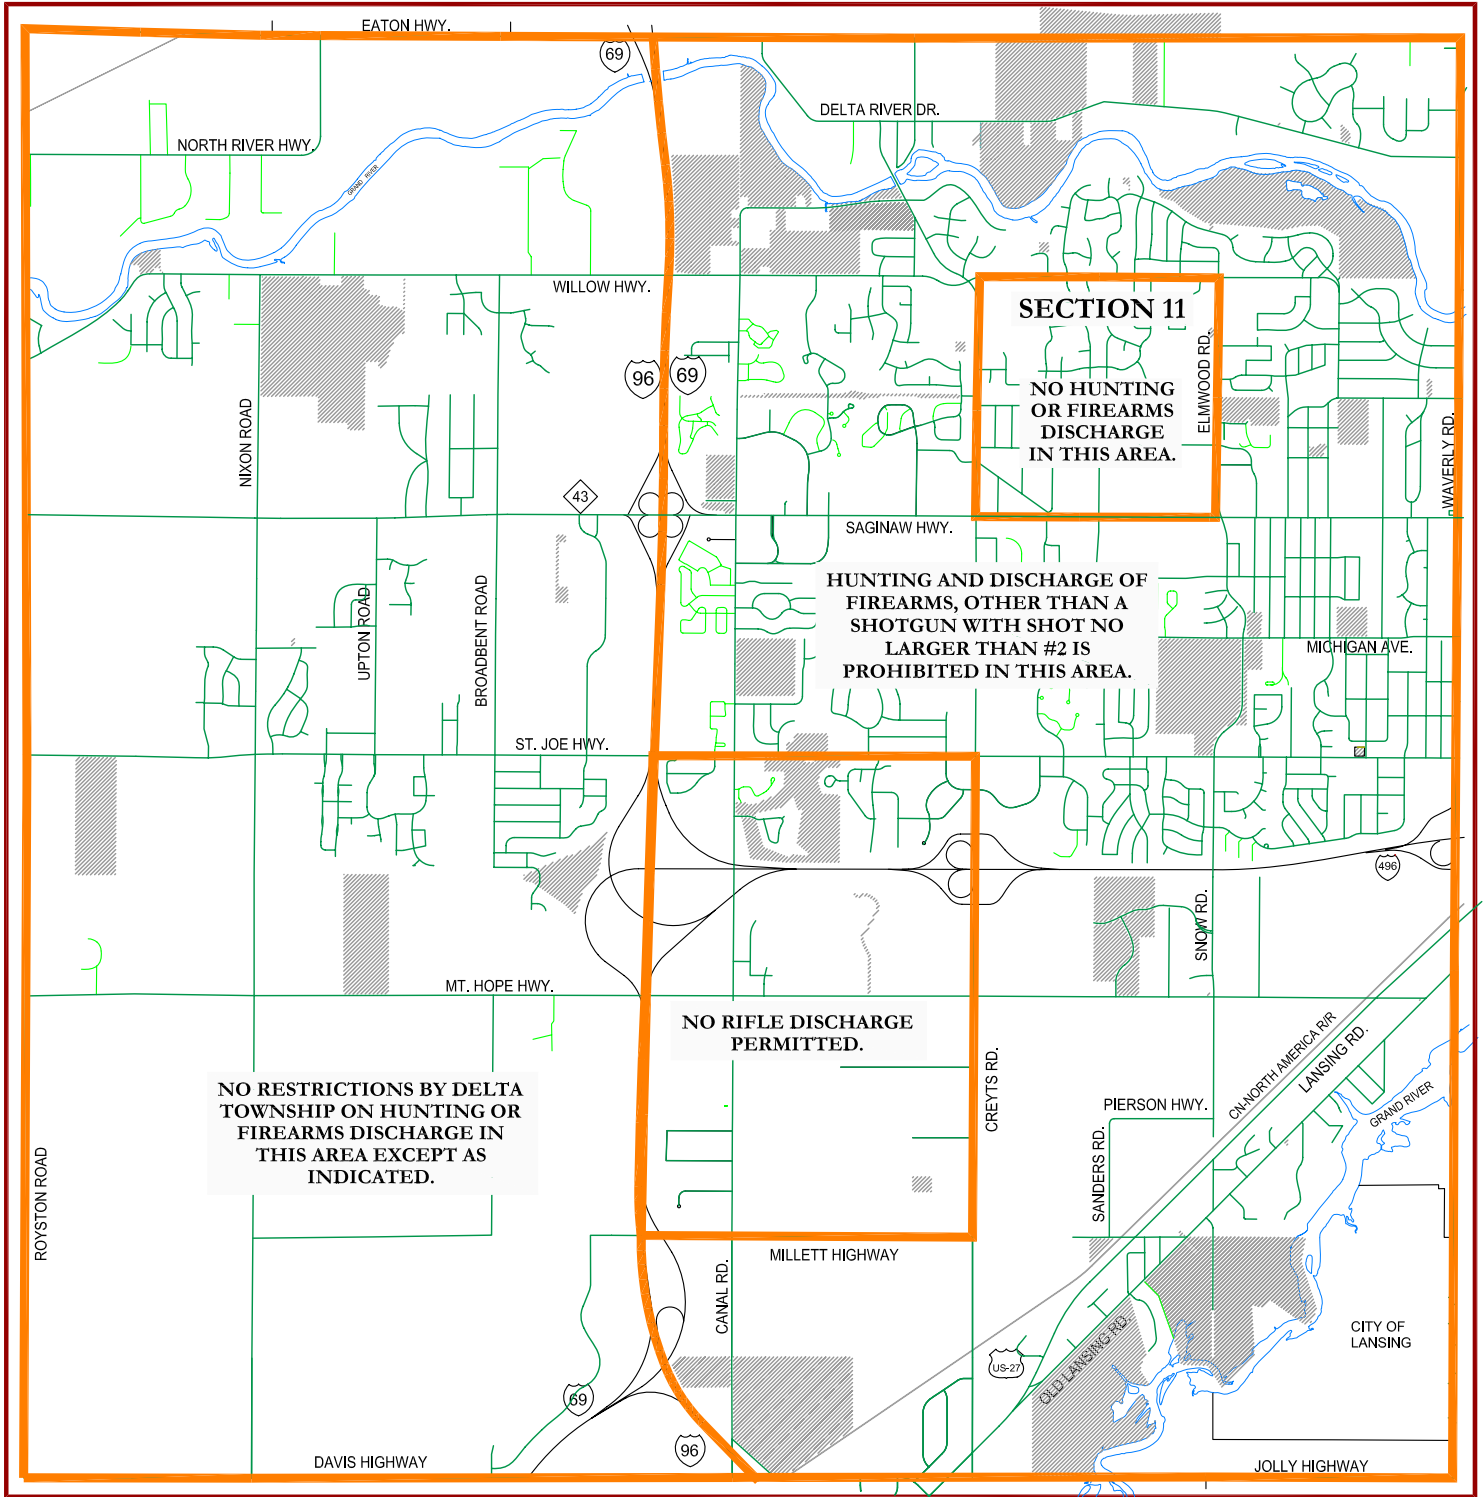 EATON HWY.
69
DELTA RIVER DR.
NORTH RIVER HWY.
GRAND RIVER
WILLOW HWY.
SECTION 11
ELMWOOD RD.
96
69
NO HUNTING
OR FIREARMS
DISCHARGE
IN THIS AREA.
NIXON ROAD
WAVERLY RD.
43
SAGINAW HWY.
HUNTING AND DISCHARGE OF
FIREARMS, OTHER THAN A
SHOTGUN WITH SHOT NO
LARGER THAN #2 IS
PROHIBITED IN THIS AREA.
UPTON ROAD
BROADBENT ROAD
MICHIGAN AVE.
ST. JOE HWY.
496
SNOW RD.
MT. HOPE HWY.
NO RIFLE DISCHARGE
PERMITTED.
CREYTS RD.
CN-NORTH AMERICA R/R
LANSING RD.
GRAND RIVER
NO RESTRICTIONS BY DELTA
TOWNSHIP ON HUNTING OR
FIREARMS DISCHARGE IN
THIS AREA EXCEPT AS
INDICATED.
PIERSON HWY.
SANDERS RD.
ROYSTON ROAD
MILLETT HIGHWAY
CANAL RD.
CITY OF
LANSING
US-27
OLD LANSING RD.
69
96
DAVIS HIGHWAY
JOLLY HIGHWAY